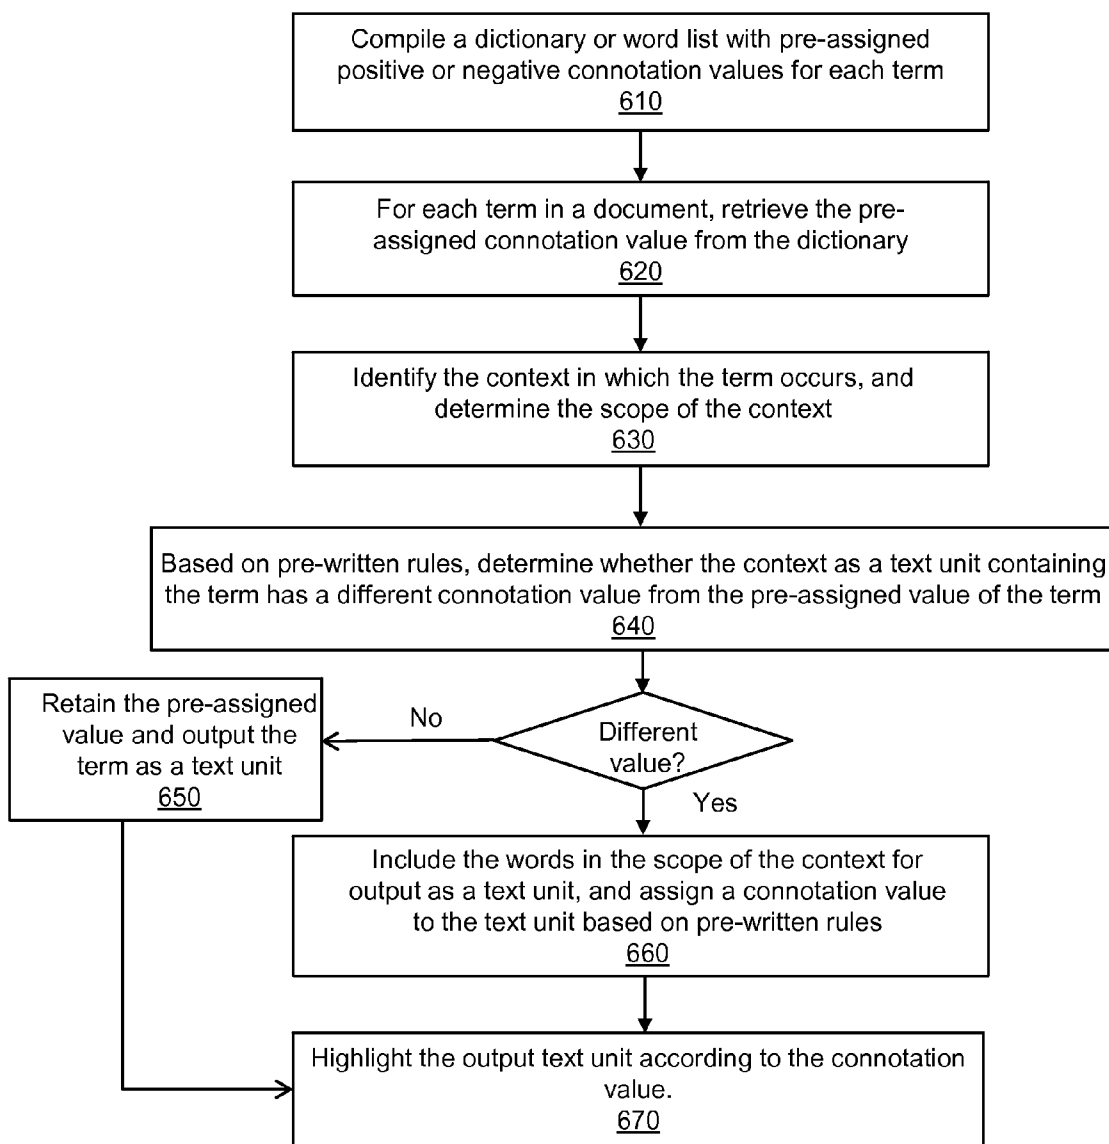 Compile a dictionary or word list with pre-assigned
positive or negative connotation values for each term
610
For each term in a document, retrieve the pre-
assigned connotation value from the dictionary
620
Identify the context in which the term occurs, and
determine the scope of the context
630
Based on pre-written rules, determine whether the context as a text unit containing
the term has a different connotation value from the pre-assigned value of the term
640
Different
value?
No
Retain the pre-assigned
value and output the
term as a text unit
650
Yes
Include the words in the scope of the context for
output as a text unit, and assign a connotation value
to the text unit based on pre-written rules
660
Highlight the output text unit according to the connotation
value.
670